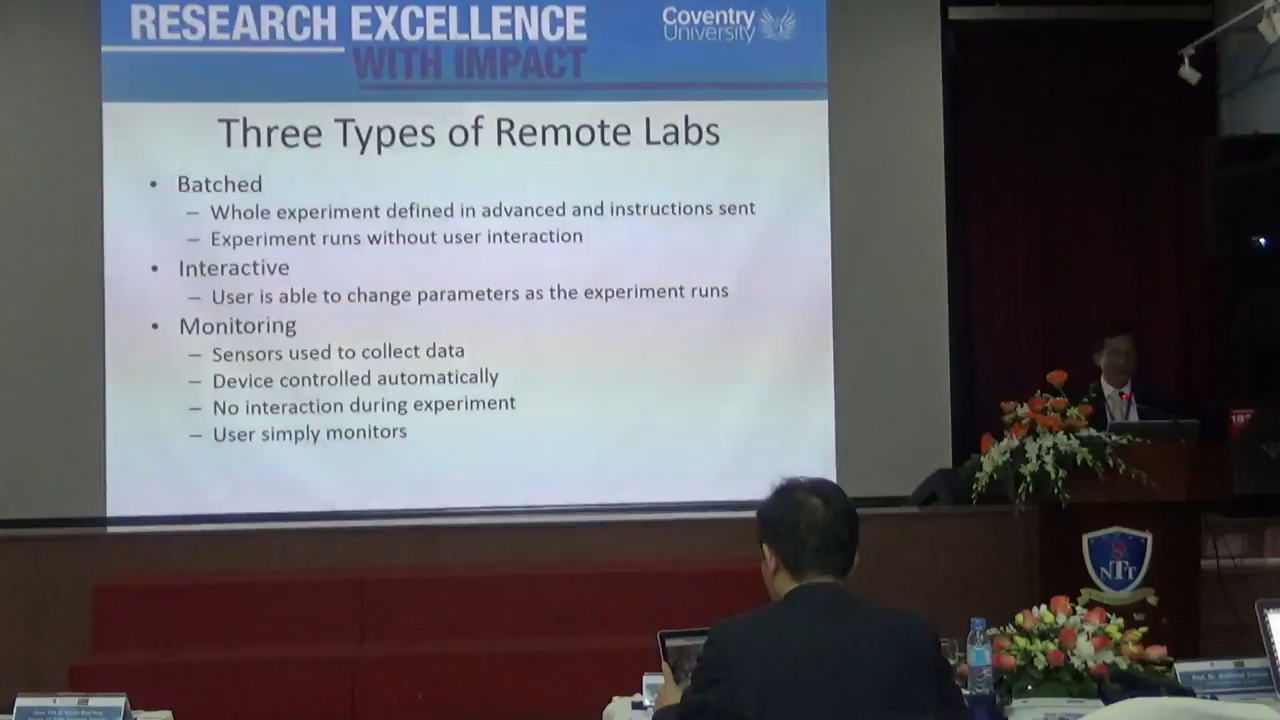 RESEARCH EXCELLENCE
WITH IMPACT
Coventry
University
Three Types of Remote Labs
• Batched
– Whole experiment defined in advanced and instructions sent
– Experiment runs without user interaction
• Interactive
– User is able to change parameters as the experiment runs
• Monitoring
– Sensors used to collect data
– Device controlled automatically
– No interaction during experiment
– User simply monitors
NTT